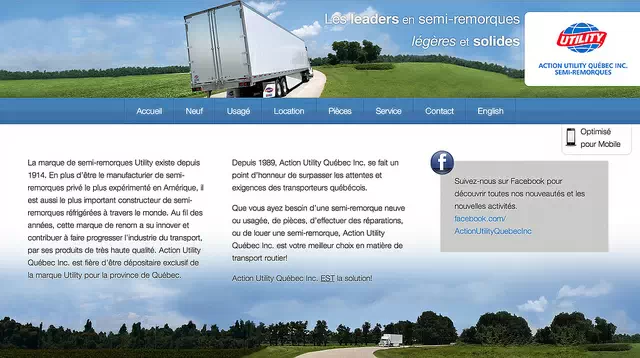 Les leaders en semi-remorques
légères et solides
UTILITY
ACTION UTILITY QUÉBEC INC.
SEMI-REMORQUES
Accueil Neuf Usagé Location Pièces Service Contact English
Optimisé
pour Mobile
La marque de semi-remorques Utility existe depuis
1914. En plus d'être le manufacturier de semi-
remorques privé le plus expérimenté en Amérique, il
est aussi le plus important constructeur de semi-
remorques réfrigérées à travers le monde. Au fil des
années, cette marque de renom a su innover et
contribuer à faire progresser l'industrie du transport,
par ses produits de très haute qualité. Action Utility
Québec Inc. est fière d'être dépositaire exclusif de
la marque Utility pour la province de Québec.
Depuis 1989, Action Utility Québec Inc. se fait un
point d'honneur de surpasser les attentes et
exigences des transporteurs québécois.
Que vous ayez besoin d'une semi-remorque neuve
ou usagée, de pièces, d'effectuer des réparations,
ou de louer une semi-remorque, Action Utility
Québec Inc. est votre meilleur choix en matière de
transport routier!
Action Utility Québec Inc. EST la solution!
f
Suivez-nous sur Facebook pour
découvrir toutes nos nouveautés et les
nouvelles activités.
facebook.com/
ActionUtilityQuebecInc